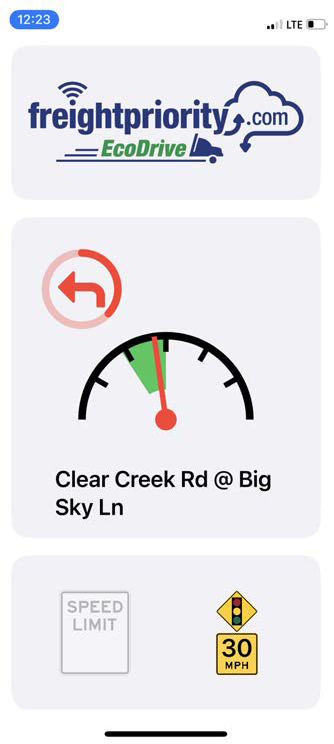 12:23
LTE
freightpriority.com
EcoDrive
Clear Creek Rd @ Big
Sky Ln
SPEED
LIMIT
30
MPH